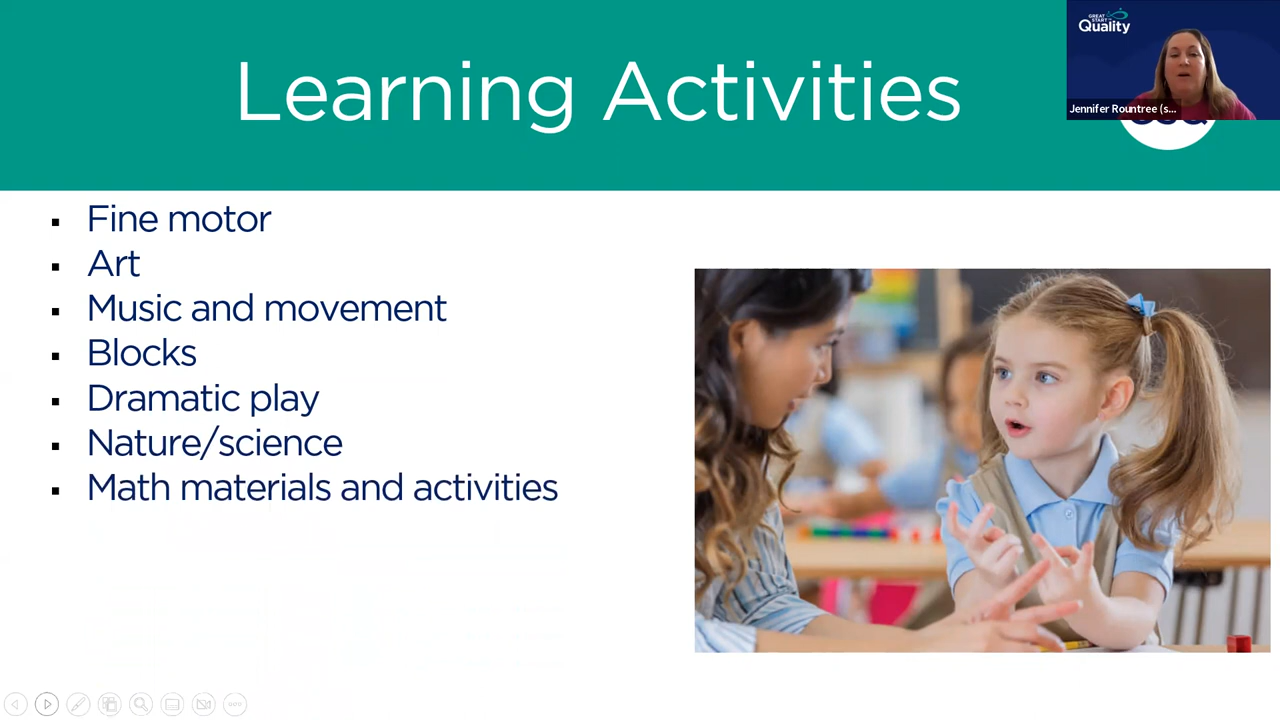 Learning Activities
GREAT
START TO
Quality
Jennifer Rountree (s...
Fine motor
Art
Music and movement
Blocks
Dramatic play
Nature/science
Math materials and activities